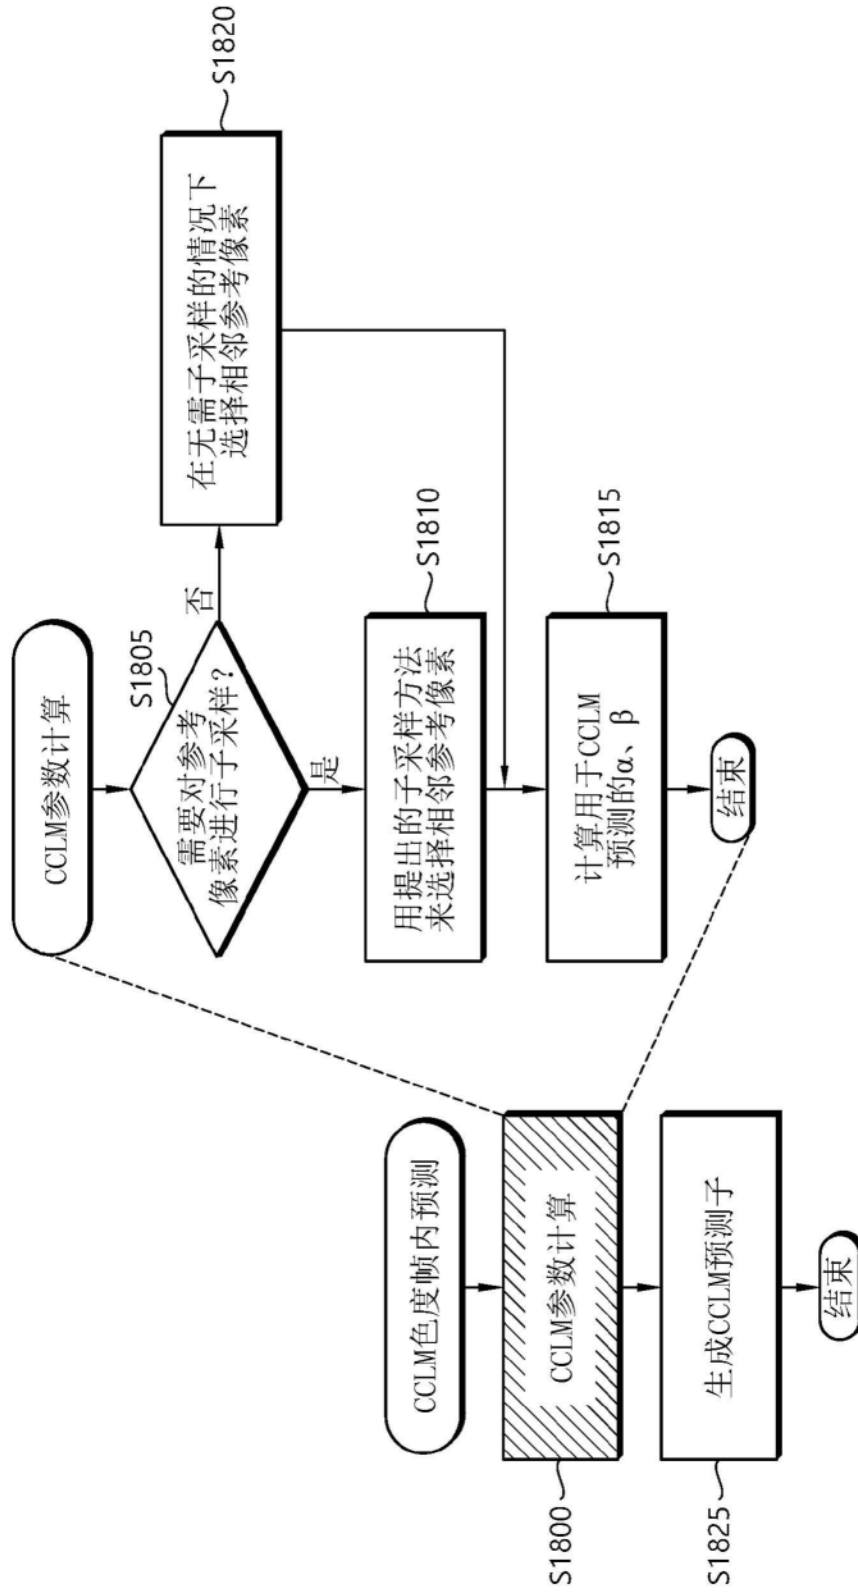 CCLM色度帧内预测
S1800
CCLM参数计算
S1825
生成CCLM预测子
结束
CCLM参数计算
S1805
需要对参考
像素进行子采样?
是
否
S1810
用提出的子采样方法
来选择相邻参考像素
S1820
在无需子采样的情况下
选择相邻参考像素
S1815
计算用于CCLM
预测的α、β
结束